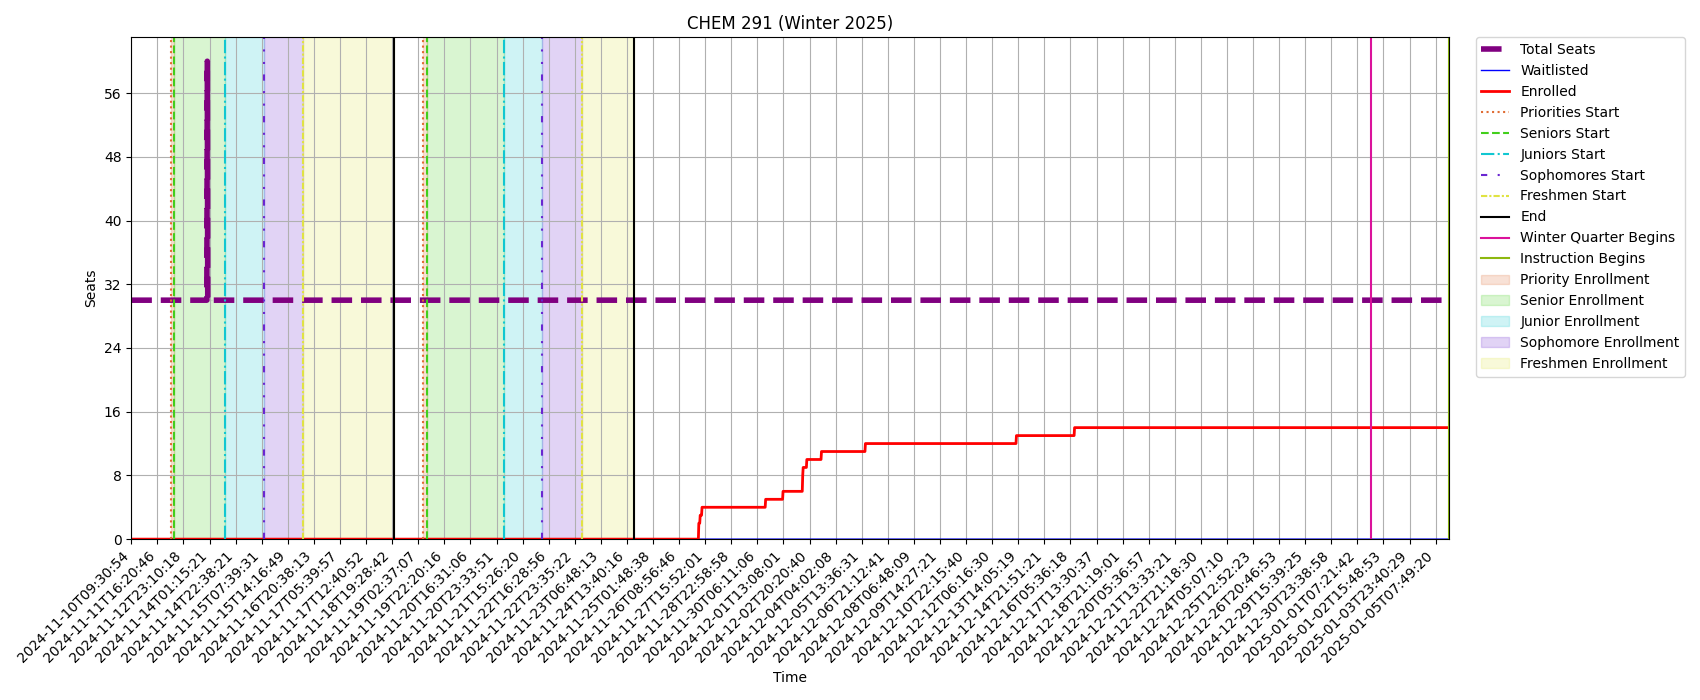 CHEM 291 (Winter 2025)
Seats
56
48
40
32
24
16
8
0
2024-11-10T09:30:54
2024-11-11T16:20:46
2024-11-12T23:10:18
2024-11-14T01:15:21
2024-11-14T22:38:21
2024-11-15T07:39:31
2024-11-15T14:16:49
2024-11-16T20:38:13
2024-11-17T05:39:57
2024-11-17T12:40:52
2024-11-18T19:28:42
2024-11-19T12:37:07
2024-11-19T22:20:16
2024-11-20T16:31:06
2024-11-20T23:33:51
2024-11-21T15:26:20
2024-11-22T16:28:56
2024-11-22T23:35:22
2024-11-23T06:48:13
2024-11-24T13:40:16
2024-11-25T01:48:38
2024-11-26T08:56:46
2024-11-27T15:52:01
2024-11-28T22:58:58
2024-11-30T06:11:06
2024-12-01T13:08:01
2024-12-02T20:20:40
2024-12-04T04:02:08
2024-12-05T13:36:31
2024-12-06T21:12:41
2024-12-08T06:48:09
2024-12-09T14:27:21
2024-12-10T22:15:40
2024-12-12T06:16:30
2024-12-13T14:05:19
2024-12-14T21:51:21
2024-12-16T05:36:18
2024-12-17T13:30:37
2024-12-18T21:19:01
2024-12-20T05:36:57
2024-12-21T13:33:21
2024-12-22T21:18:30
2024-12-24T05:07:10
2024-12-25T12:52:23
2024-12-26T20:46:53
2024-12-29T15:39:25
2024-12-30T23:38:58
2025-01-01T07:21:42
2025-01-02T15:48:53
2025-01-03T23:40:29
2025-01-05T07:49:20
Time
Total Seats
Waitlisted
Enrolled
Priorities Start
Seniors Start
Juniors Start
Sophomores Start
Freshmen Start
End
Winter Quarter Begins
Instruction Begins
Priority Enrollment
Senior Enrollment
Junior Enrollment
Sophomore Enrollment
Freshmen Enrollment